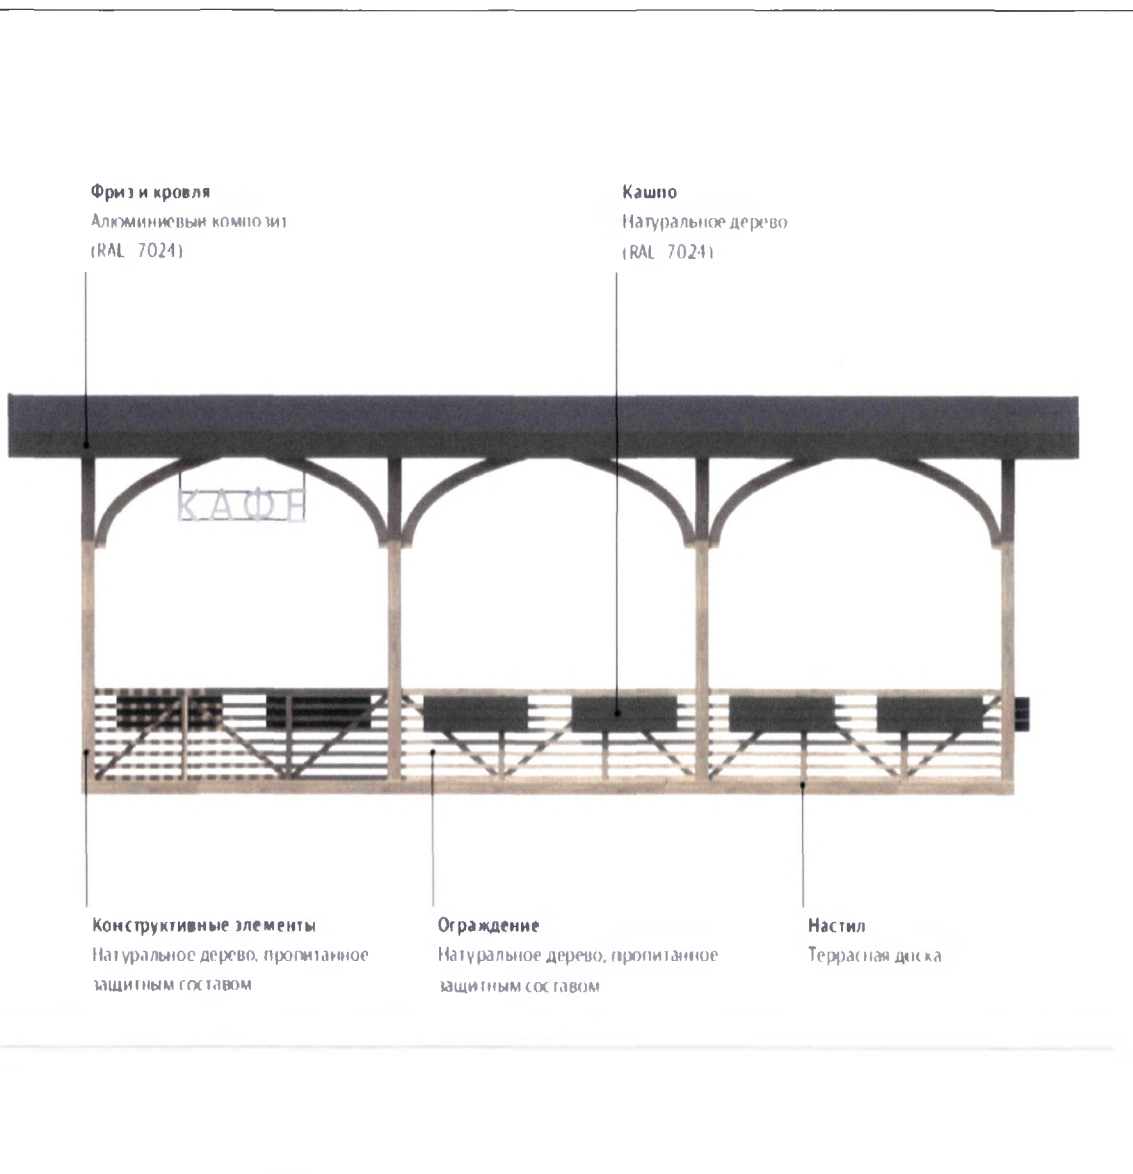 Фриз и кровля
Алюминиевый композит
(RAL 7024)
Кашпо
Натуральное дерево
(RAL 7024)
КАФЕ
Конструктивные элементы
Натуральное дерево, пропитанное
защитным составом
Ограждение
Натуральное дерево, пропитанное
защитным составом
Настил
Террасная доска